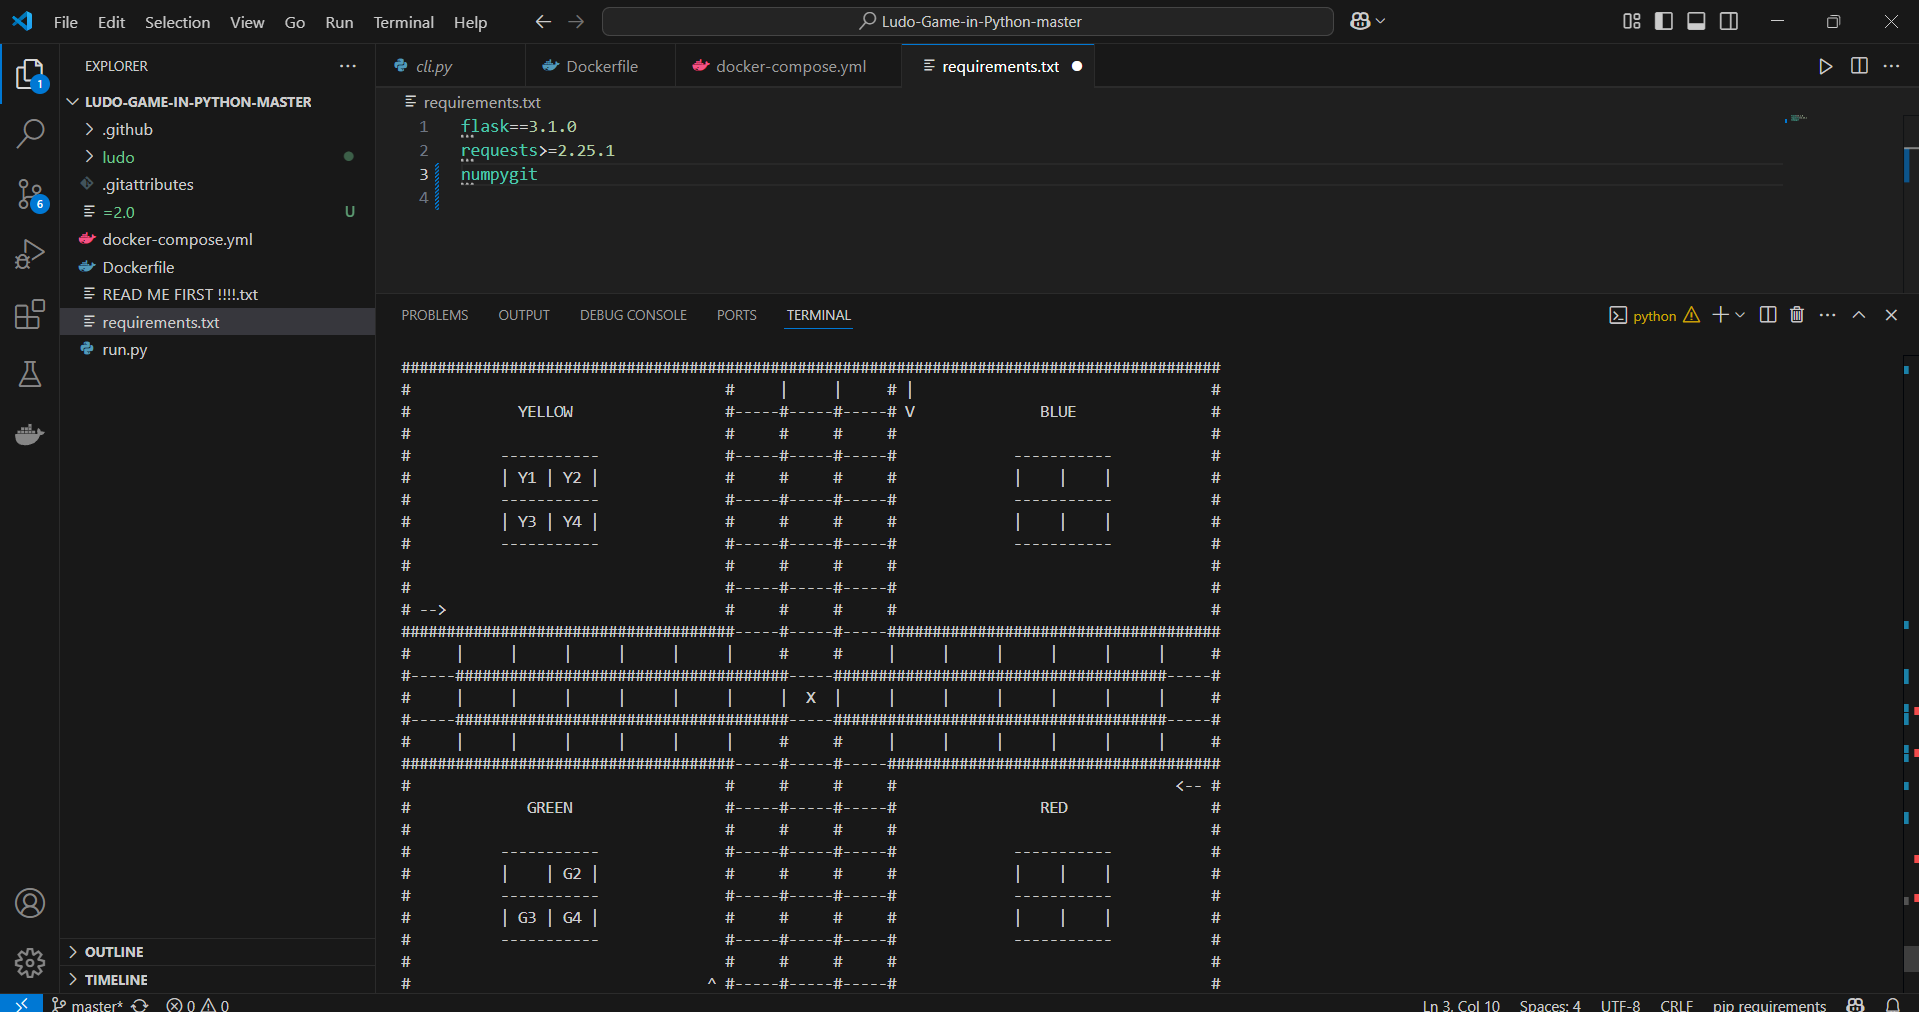 File Edit Selection View Go Run Terminal Help
Ludo-Game-in-Python-master
EXPLORER
LUDO-GAME-IN-PYTHON-MASTER
.github
ludo
.gitattributes
=2.0 U
docker-compose.yml
Dockerfile
READ ME FIRST !!!!.txt
requirements.txt
run.py
OUTLINE
TIMELINE
1
6
cli.py Dockerfile docker-compose.yml requirements.txt
requirements.txt
1 flask==3.1.0
2 requests>=2.25.1
3 numpygit
4
PROBLEMS OUTPUT DEBUG CONSOLE PORTS TERMINAL
python
YELLOW BLUE
| Y1 | Y2 |
| Y3 | Y4 |
-->
V
X
<--
GREEN RED
| | G2 |
| G3 | G4 |
^
master* 0 0 Ln 3, Col 10 Spaces: 4 UTF-8 CRLF pip requirements